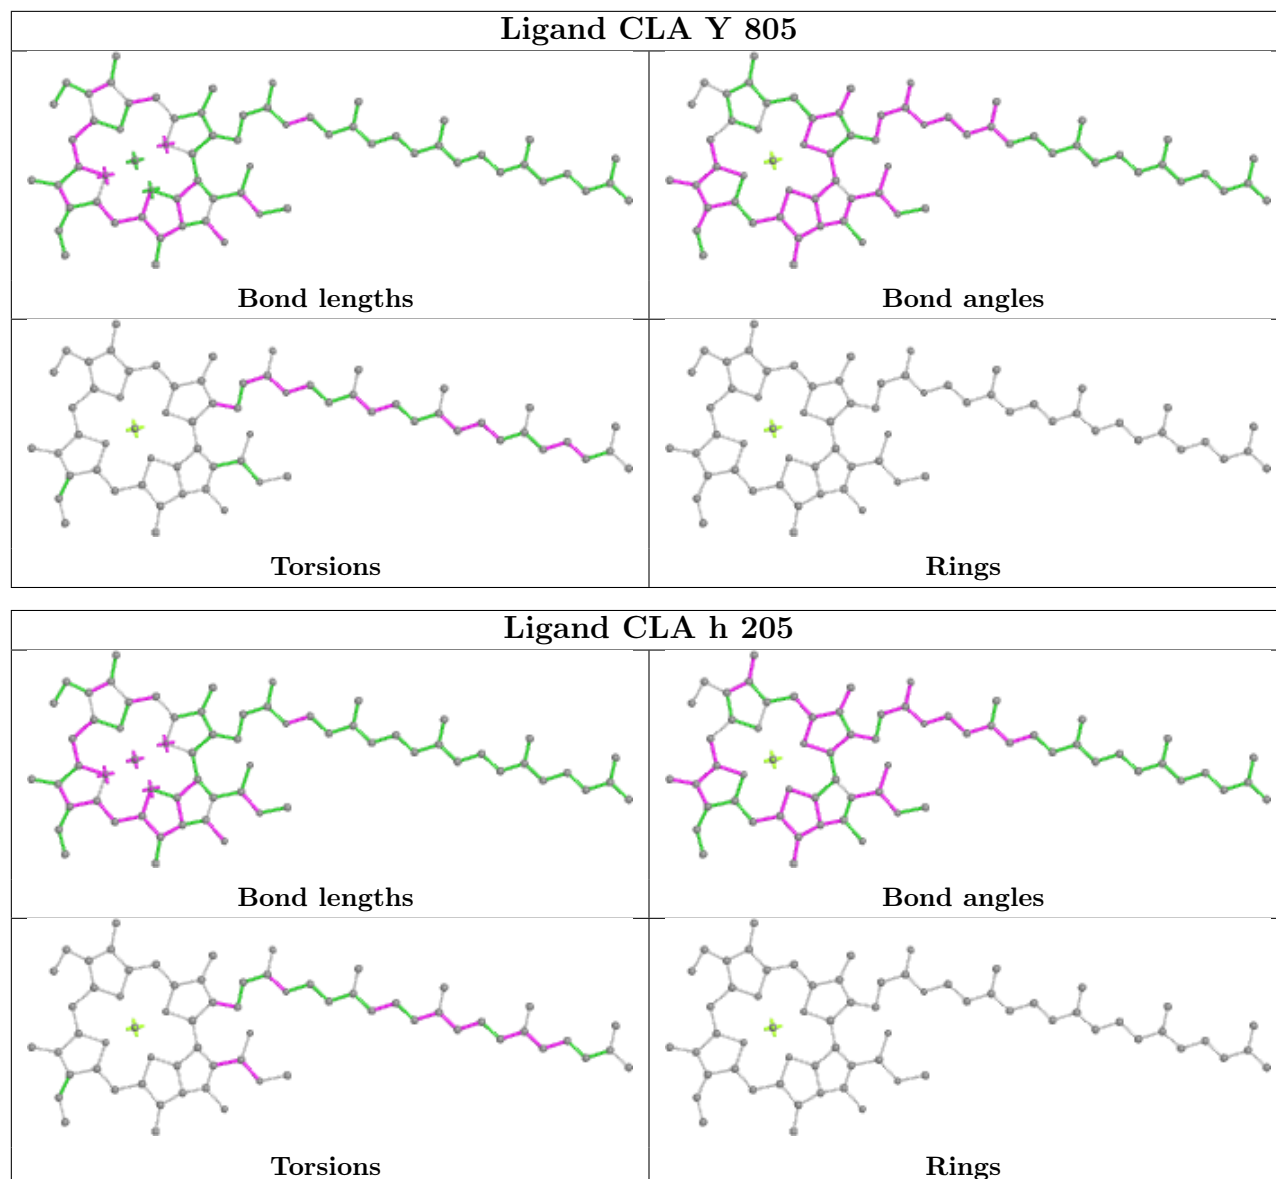 Ligand CLA Y 805
Bond lengths
Bond angles
Torsions
Rings
Ligand CLA h 205
Bond lengths
Bond angles
Torsions
Rings